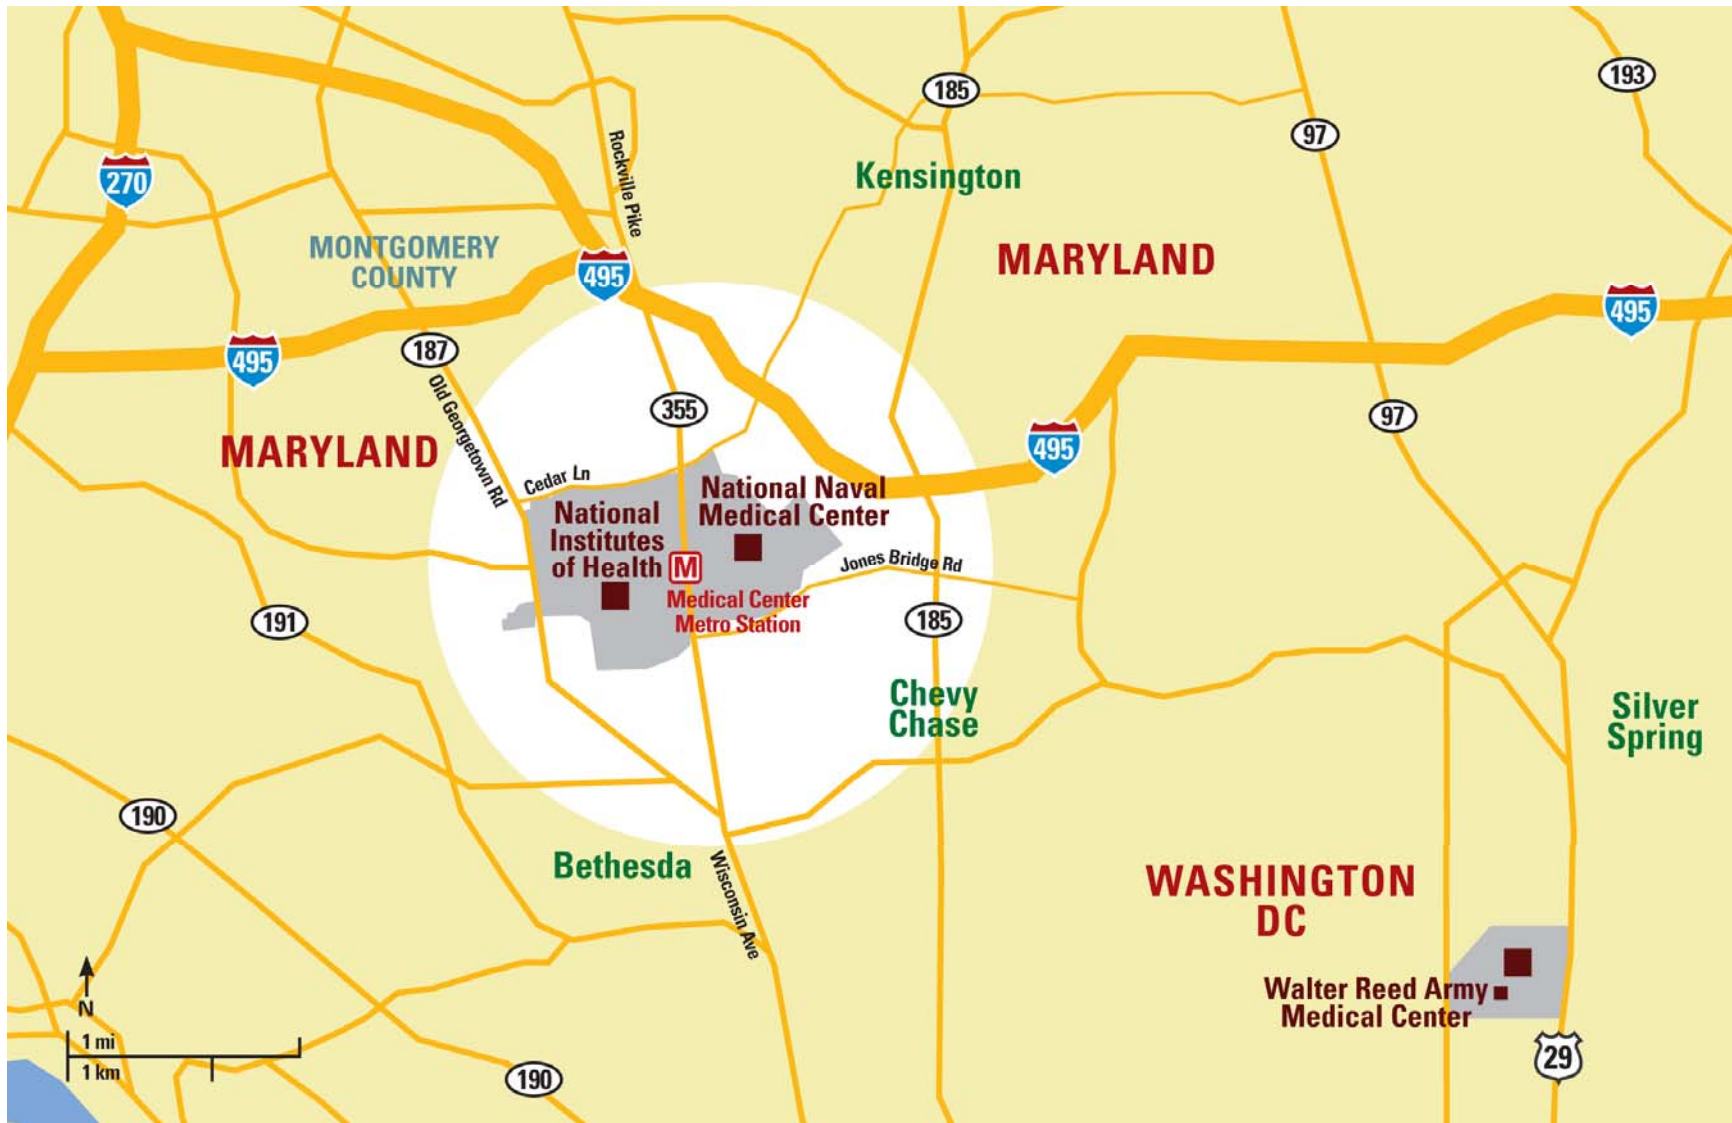 193
185
97
Rockville Pike
270
Kensington
MONTGOMERY
COUNTY
MARYLAND
495
495
495
187
355
97
Old Georgetown Rd
MARYLAND
495
Cedar Ln
National Naval
Medical Center
National
Institutes
of Health
M
Jones Bridge Rd
Medical Center
Metro Station
191
185
Chevy
Chase
Silver
Spring
190
Bethesda
Wisconsin Ave
WASHINGTON
DC
Walter Reed Army
Medical Center
N
1 mi
1 km
190
29